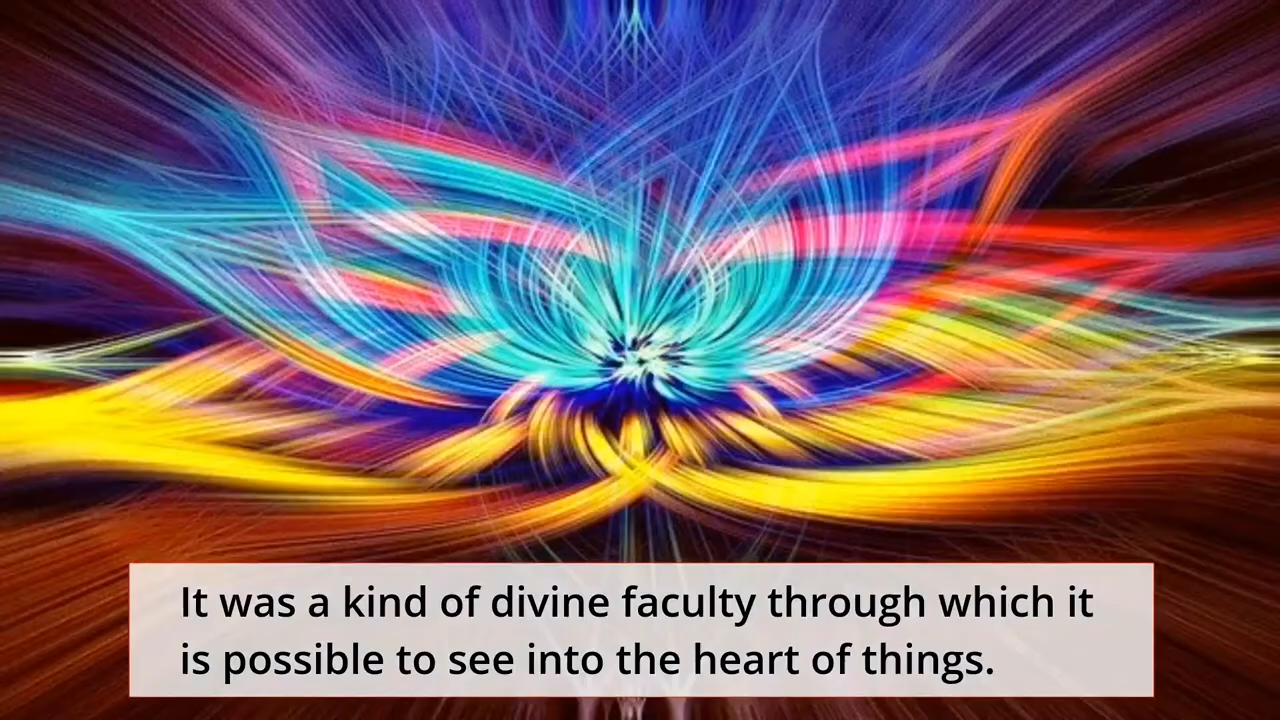 It was a kind of divine faculty through which it
is possible to see into the heart of things.